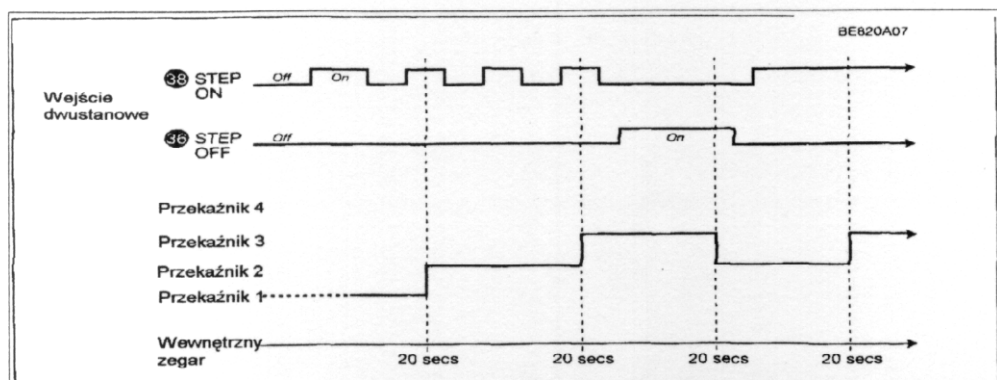 BE620A07
38 STEP ON Off On
Wejście dwustanowe
36 STEP OFF Off On
Przekaźnik 4
Przekaźnik 3
Przekaźnik 2
Przekaźnik 1
Wewnętrzny zegar
20 secs 20 secs 20 secs 20 secs